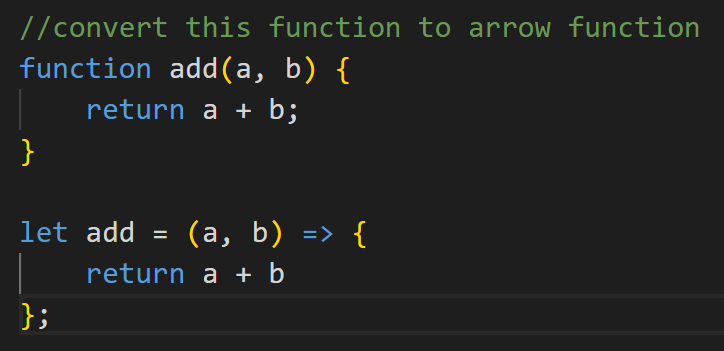 //convert this function to arrow function
function add(a, b) {
    return a + b;
}

let add = (a, b) => {
    return a + b
};